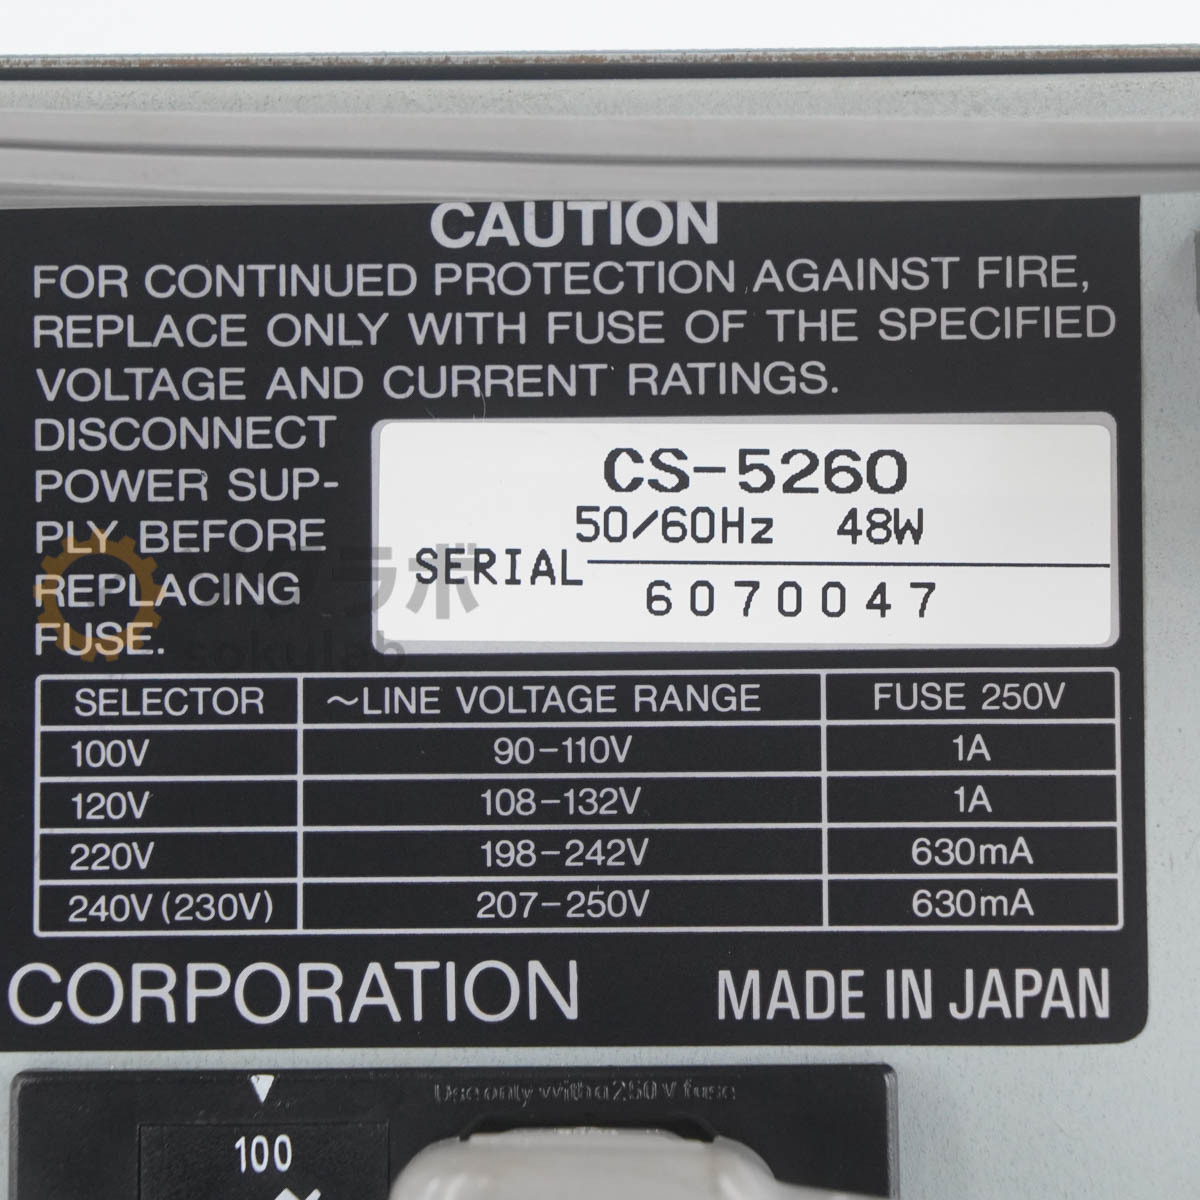 CAUTION
FOR CONTINUED PROTECTION AGAINST FIRE,
REPLACE ONLY WITH FUSE OF THE SPECIFIED
VOLTAGE AND CURRENT RATINGS.
DISCONNECT
POWER SUP-
PLY BEFORE
REPLACING
FUSE.
CS-5260
50/60Hz 48W
SERIAL
6070047
sokulab
SELECTOR ~LINE VOLTAGE RANGE FUSE 250V
100V 90-110V 1A
120V 108-132V 1A
220V 198-242V 630mA
240V (230V) 207-250V 630mA
CORPORATION MADE IN JAPAN
Use only with a 250V fuse
100